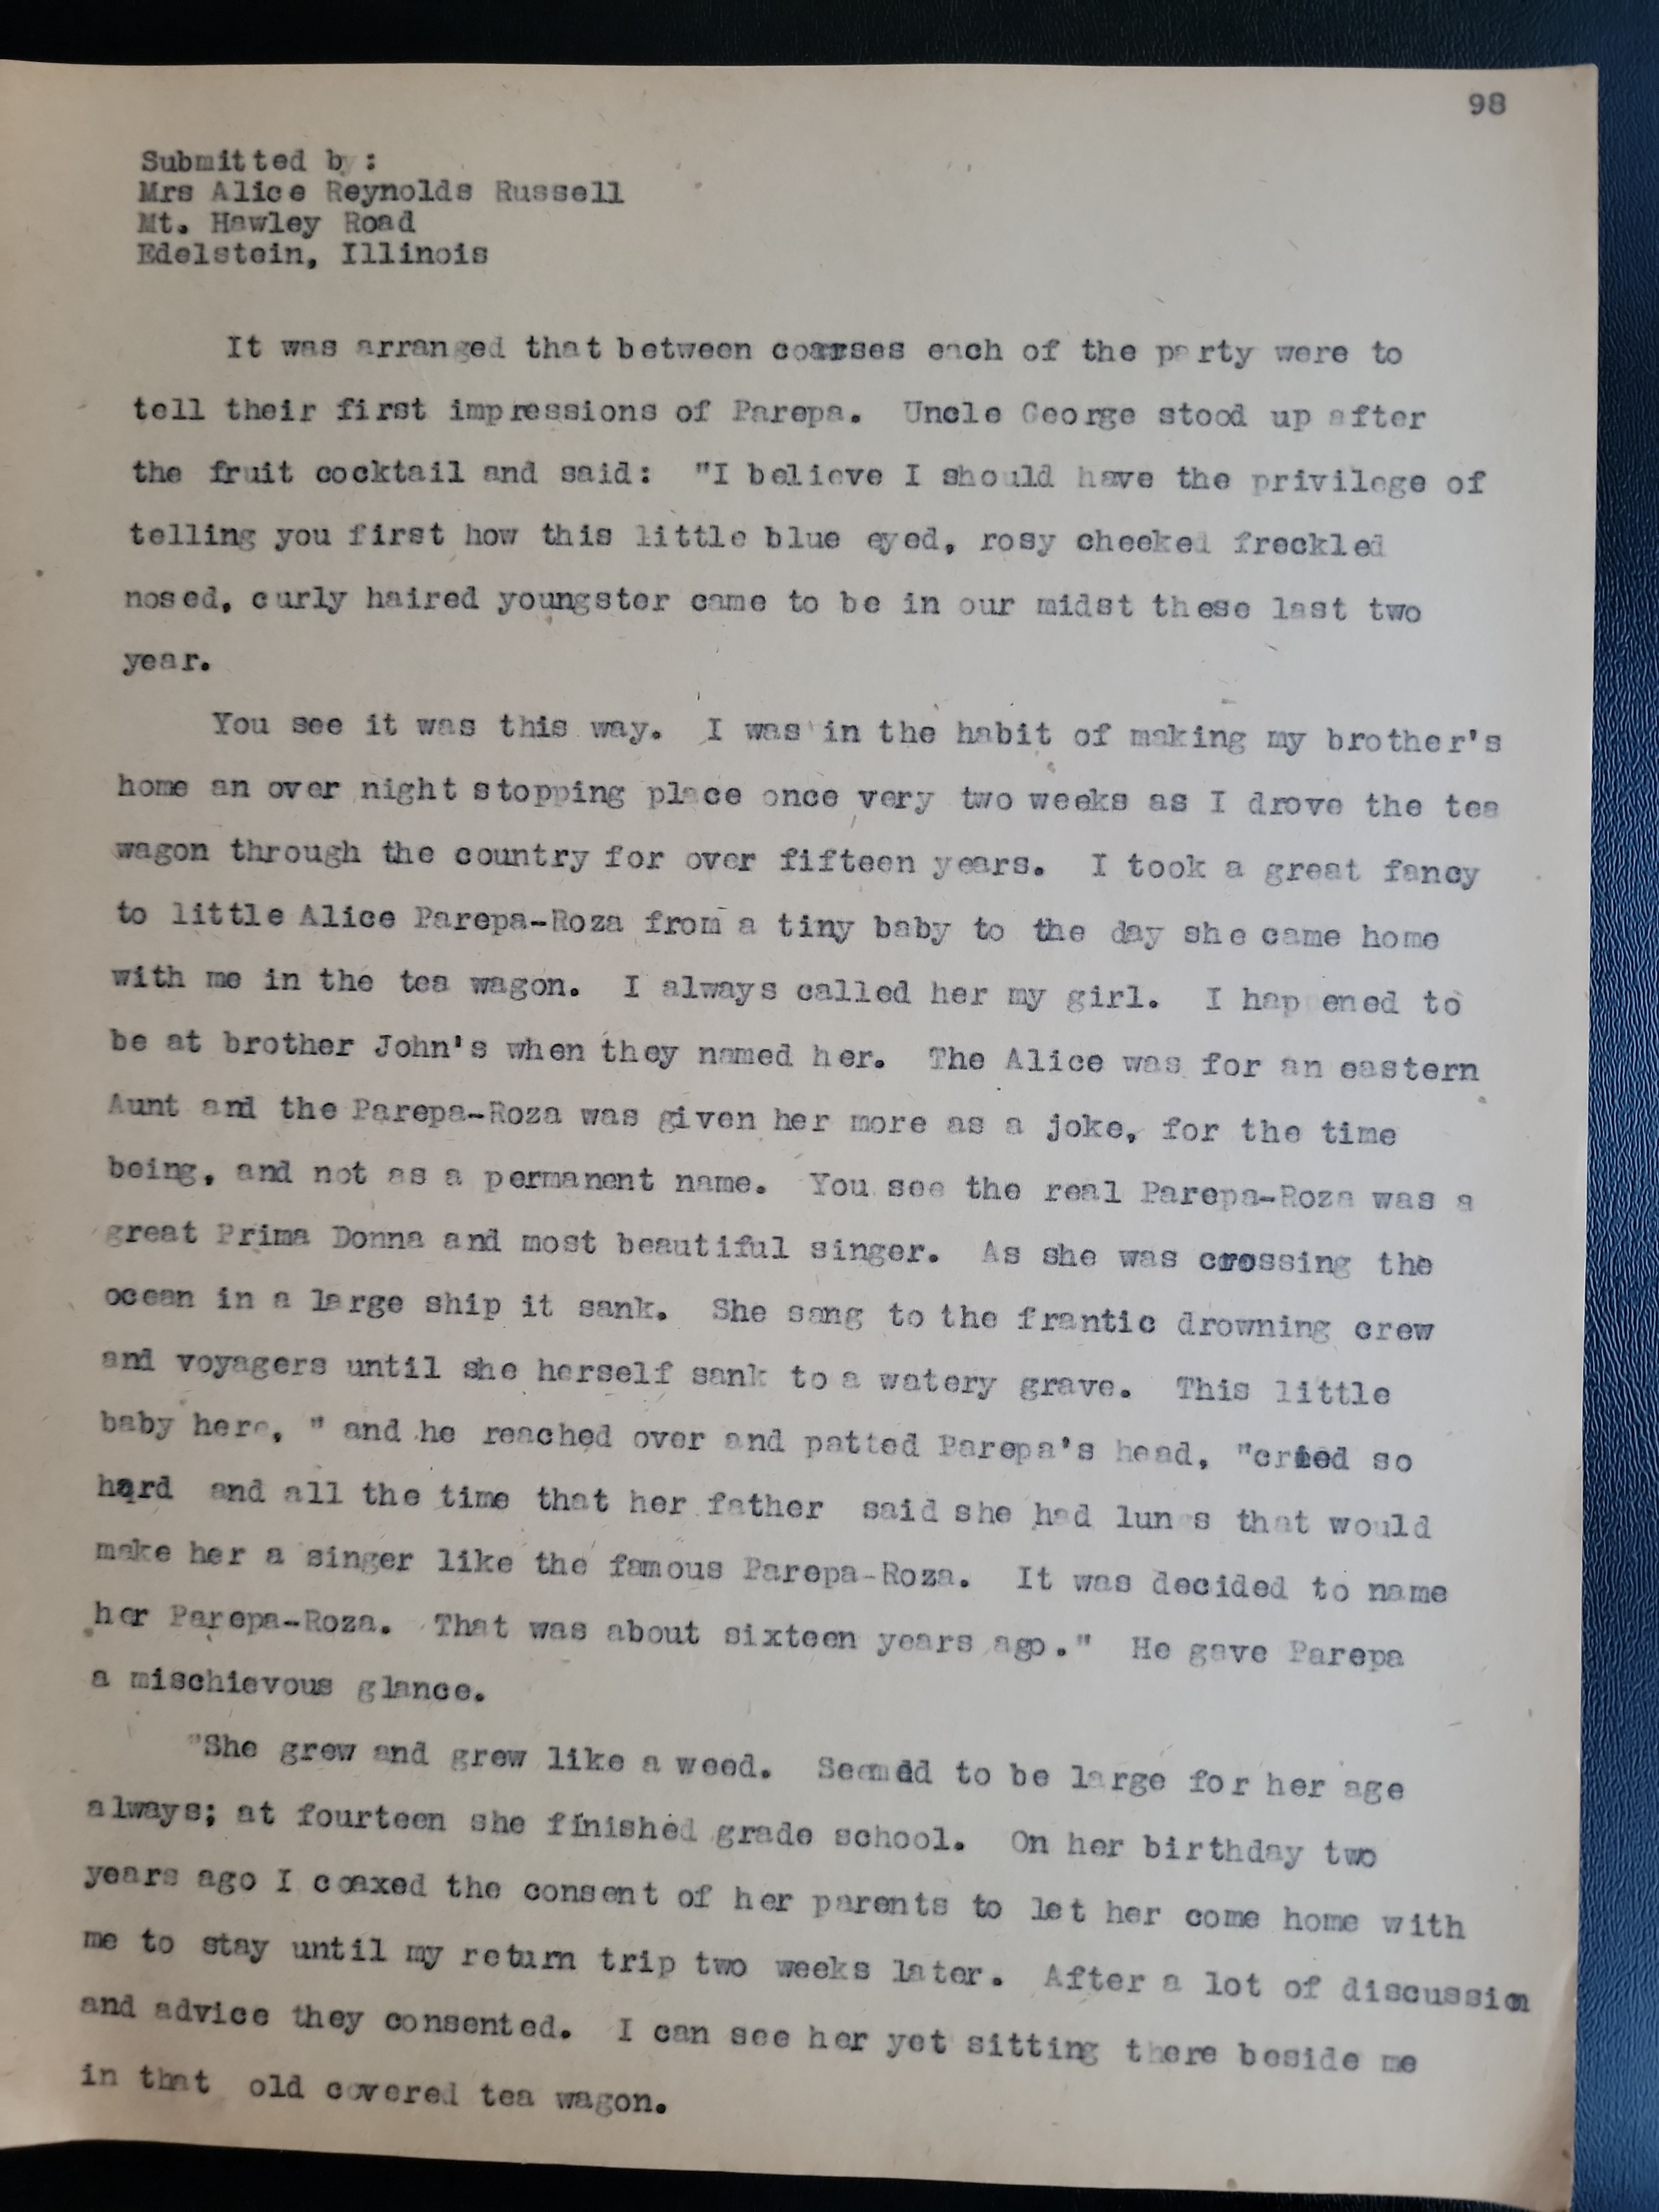 98
Submitted by:
Mrs Alice Reynolds Russell
Mt. Hawley Road
Edelstein, Illinois
It was arranged that between courses each of the party were to
tell their first impressions of Parepa. Uncle George stood up after
the fruit cocktail and said: "I believe I should have the privilege of
telling you first how this little blue eyed, rosy cheeked freckled
nosed, curly haired youngster came to be in our midst these last two
year.
You see it was this way. I was in the habit of making my brother's
home an over night stopping place once very two weeks as I drove the tea
wagon through the country for over fifteen years. I took a great fancy
to little Alice Parepa-Roza from a tiny baby to the day she came home
with me in the tea wagon. I always called her my girl. I happened to
be at brother John's when they named her. The Alice was for an eastern
Aunt and the Parepa-Roza was given her more as a joke, for the time
being, and not as a permanent name. You see the real Parepa-Roza was a
great Prima Donna and most beautiful singer. As she was crossing the
ocean in a large ship it sank. She sang to the frantic drowning crew
and voyagers until she herself sank to a watery grave. This little
baby here, " and he reached over and patted Parepa's head, "cried so
hard and all the time that her father said she had lungs that would
make her a singer like the famous Parepa-Roza. It was decided to name
her Parepa-Roza. That was about sixteen years ago." He gave Parepa
a mischievous glance.
"She grew and grew like a weed. Seemed to be large for her age
always; at fourteen she finished grade school. On her birthday two
years ago I coaxed the consent of her parents to let her come home with
me to stay until my return trip two weeks later. After a lot of discussion
and advice they consented. I can see her yet sitting there beside me
in that old covered tea wagon.